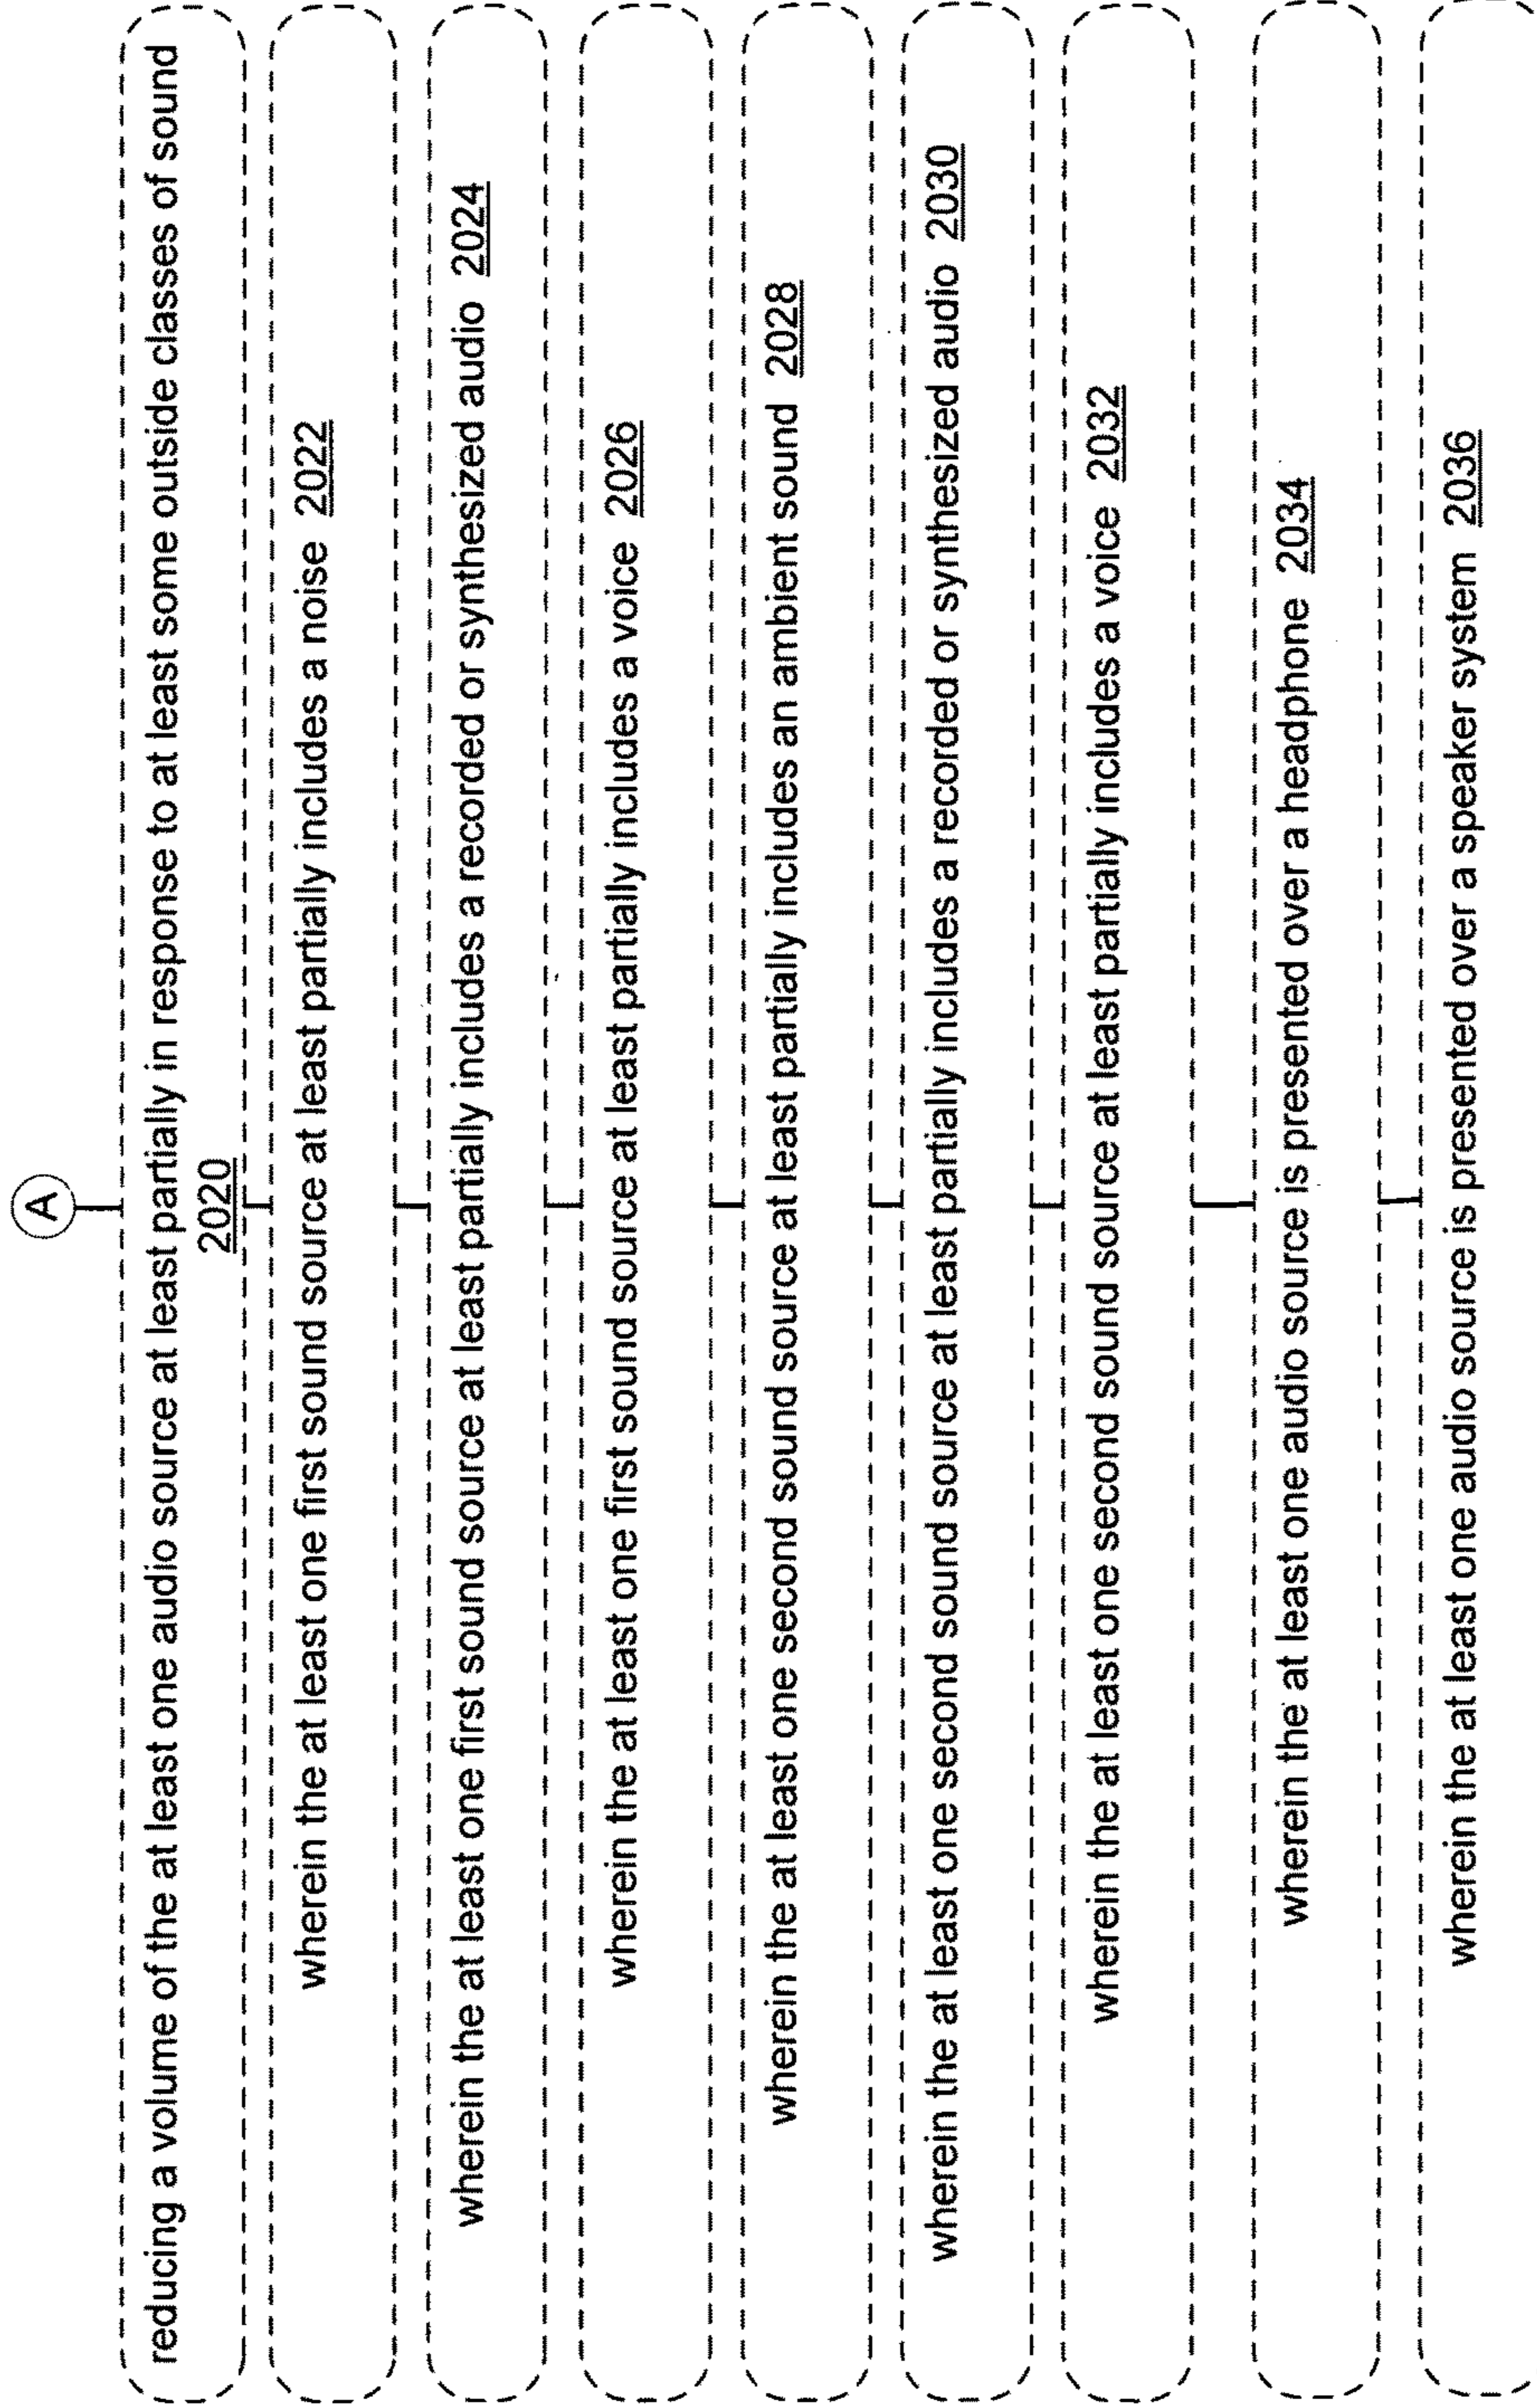 A
reducing a volume of the at least one audio source at least partially in response to at least some outside classes of sound
2020
wherein the at least one first sound source at least partially includes a noise 2022
wherein the at least one first sound source at least partially includes a recorded or synthesized audio 2024
wherein the at least one first sound source at least partially includes a voice 2026
wherein the at least one second sound source at least partially includes an ambient sound 2028
wherein the at least one second sound source at least partially includes a recorded or synthesized audio 2030
wherein the at least one second sound source at least partially includes a voice 2032
wherein the at least one audio source is presented over a headphone 2034
wherein the at least one audio source is presented over a speaker system 2036